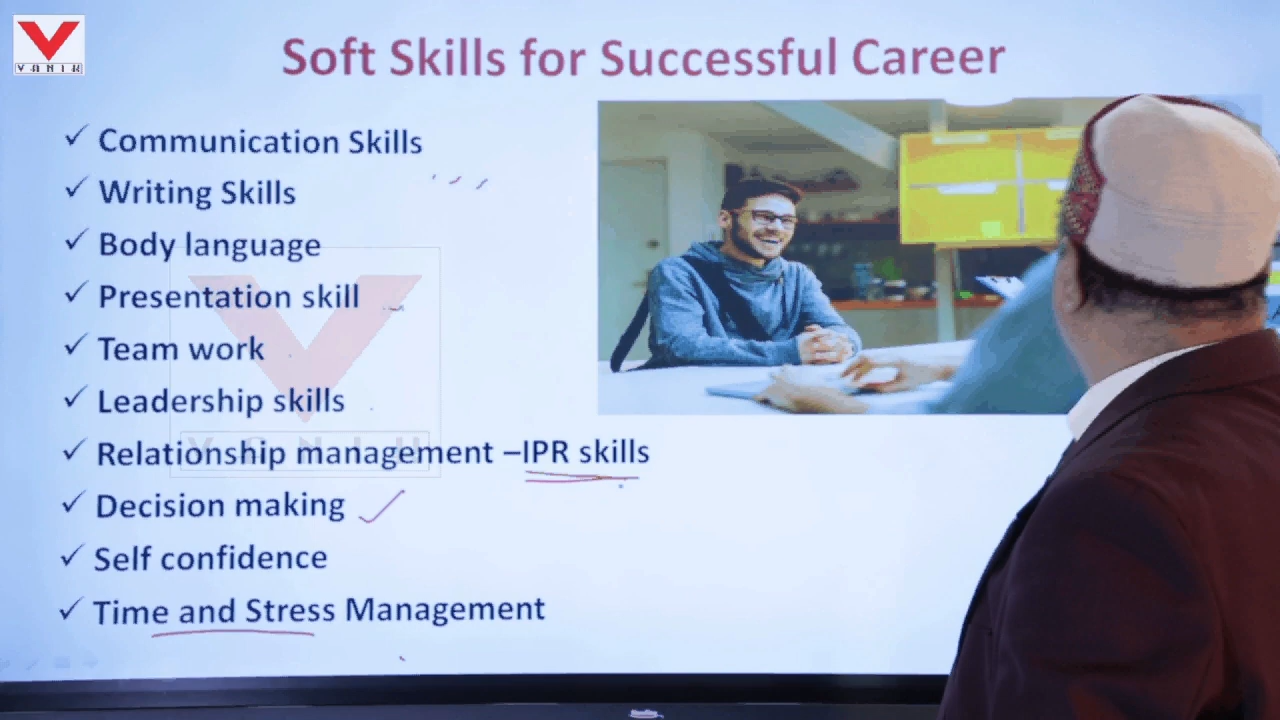 VANIK
Soft Skills for Successful Career
✓ Communication Skills
✓ Writing Skills
✓ Body language
✓ Presentation skill
✓ Team work
✓ Leadership skills
✓ Relationship management –IPR skills
✓ Decision making
✓ Self confidence
✓ Time and Stress Management
VANIK